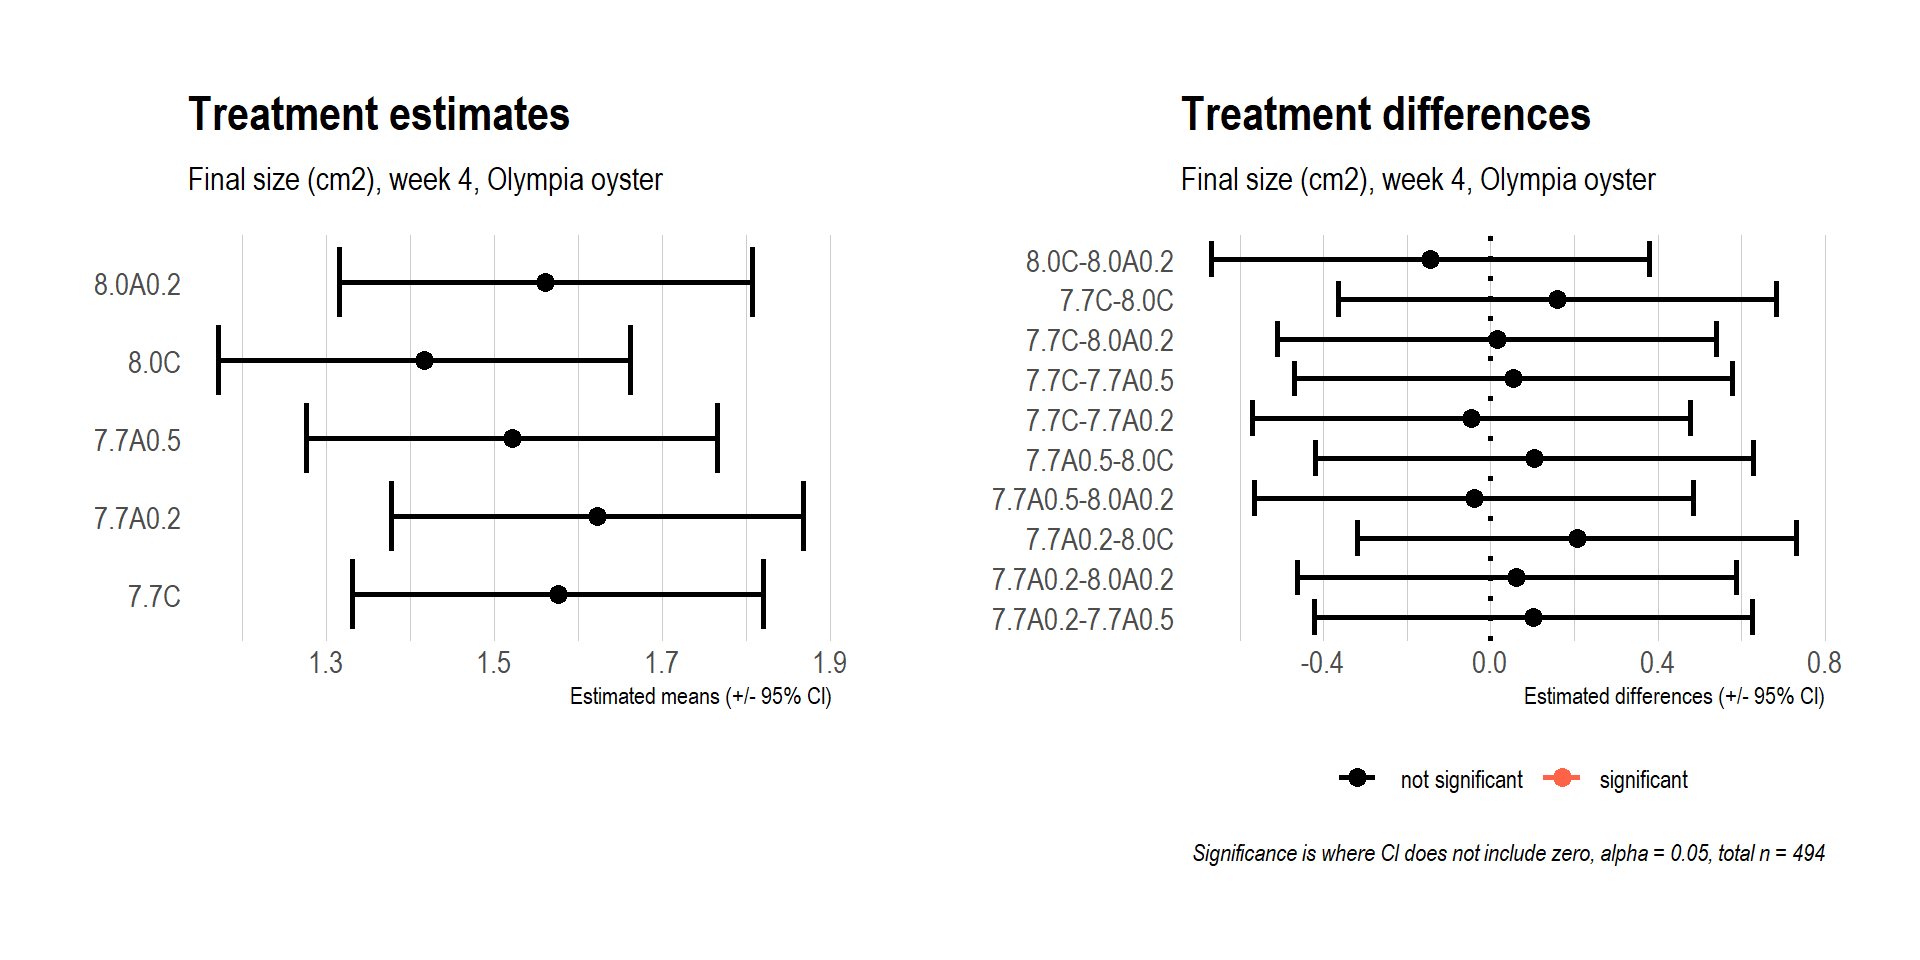 Treatment estimates
Final size (cm2), week 4, Olympia oyster
8.0A0.2
8.0C
7.7A0.5
7.7A0.2
7.7C
1.3 1.5 1.7 1.9
Estimated means (+/- 95% CI)
Treatment differences
Final size (cm2), week 4, Olympia oyster
8.0C-8.0A0.2
7.7C-8.0C
7.7C-8.0A0.2
7.7C-7.7A0.5
7.7C-7.7A0.2
7.7A0.5-8.0C
7.7A0.5-8.0A0.2
7.7A0.2-8.0C
7.7A0.2-8.0A0.2
7.7A0.2-7.7A0.5
-0.4 0.0 0.4 0.8
Estimated differences (+/- 95% CI)
not significant significant
Significance is where CI does not include zero, alpha = 0.05, total n = 494